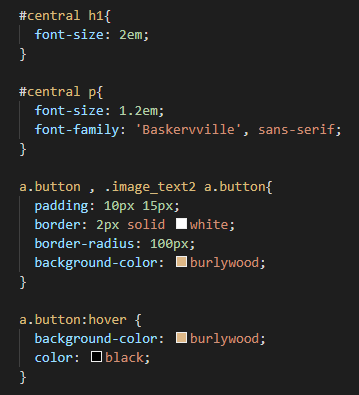 #central h1{
  font-size: 2em;
}

#central p{
  font-size: 1.2em;
  font-family: 'Baskervville', sans-serif;
}

a.button , .image_text2 a.button{
  padding: 10px 15px;
  border: 2px solid white;
  border-radius: 100px;
  background-color: burlywood;
}

a.button:hover {
  background-color: burlywood;
  color: black;
}